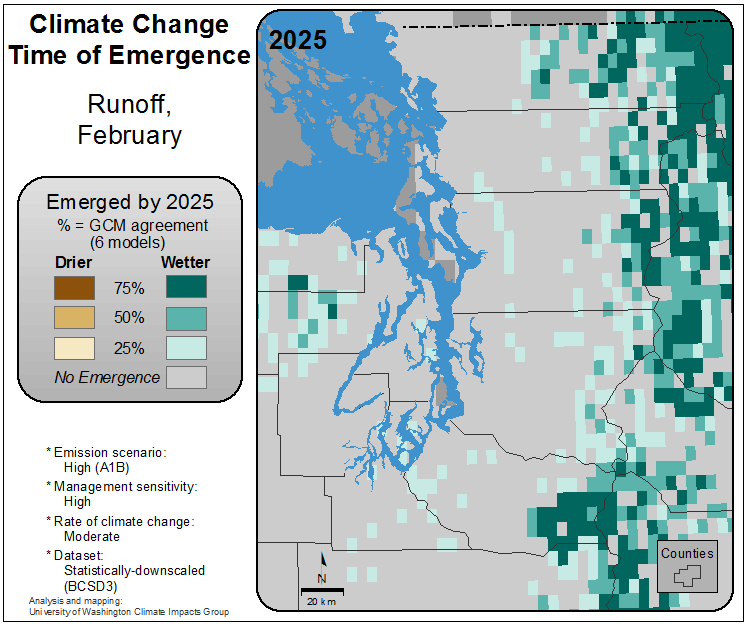 Climate Change
Time of Emergence
Runoff,
February
Emerged by 2025
% = GCM agreement
(6 models)
Drier Wetter
75%
50%
25%
No Emergence
* Emission scenario:
High (A1B)
* Management sensitivity:
High
* Rate of climate change:
Moderate
* Dataset:
Statistically-downscaled
(BCSD3)
Analysis and mapping:
University of Washington Climate Impacts Group
2025
N
20 km
Counties